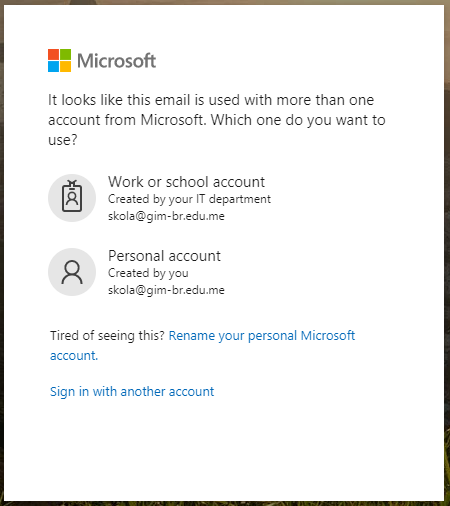 Microsoft
It looks like this email is used with more than one
account from Microsoft. Which one do you want to
use?
Work or school account
Created by your IT department
skola@gim-br.edu.me
Personal account
Created by you
skola@gim-br.edu.me
Tired of seeing this? Rename your personal Microsoft
account.
Sign in with another account